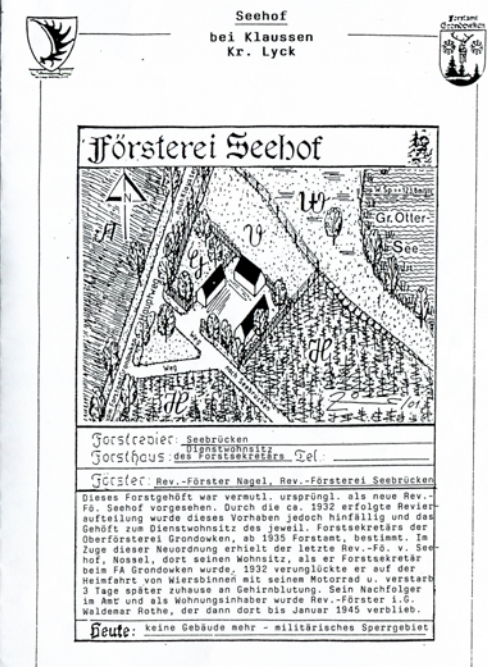 Seehof
bei Klaussen
Kr. Lyck
Forstamt
Grondowken
Försterei Seehof
N
A
G
V
W
H
H
Gr. Otter-
See
Weg
Weg
nach Seebrücken
Forstrevier: Seebrücken
Forsthaus: Dienstwohnsitz
des Forstsekretärs Tel.:
Förster: Rev.-Förster Nagel, Rev.-Försterei Seebrücken
Dieses Forstgehöft war vermutl. ursprüngl. als neue Rev.-
Fö. Seehof vorgesehen. Durch die ca. 1932 erfolgte Revier-
aufteilung wurde dieses Vorhaben jedoch hinfällig und das
Gehöft zum Dienstwohnsitz des jeweil. Forstsekretärs der
Oberförsterei Grondowken, ab 1935 Forstamt, bestimmt. Im
Zuge dieser Neuordnung erhielt der letzte Rev.-Fö. v. See-
hof, Nossel, dort seinen Wohnsitz, als er Forstsekretär
beim FA Grondowken wurde, 1932 verunglückte er auf der
Heimfahrt von Wiersbinnen mit seinem Motorrad u. verstarb
3 Tage später zuhause an Gehirnblutung. Sein Nachfolger
im Amt und als Wohnungsinhaber wurde Rev.-Förster i.G.
Waldemar Rothe, der dann dort bis Januar 1945 verblieb.
Heute: keine Gebäude mehr - militärisches Sperrgebiet